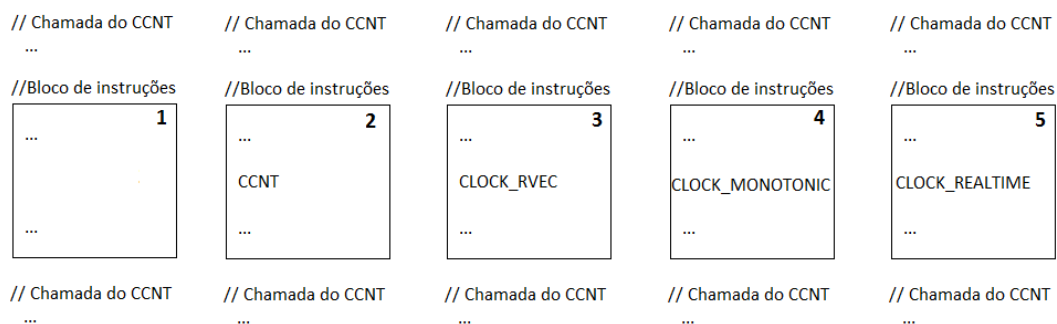 // Chamada do CCNT // Chamada do CCNT // Chamada do CCNT // Chamada do CCNT // Chamada do CCNT
... ... ... ... ...
//Bloco de instruções //Bloco de instruções //Bloco de instruções //Bloco de instruções //Bloco de instruções
1 2 3 4 5
... ... ... ... ...
CCNT CLOCK_RVEC CLOCK_MONOTONIC CLOCK_REALTIME
... ... ... ... ...
// Chamada do CCNT // Chamada do CCNT // Chamada do CCNT // Chamada do CCNT // Chamada do CCNT
... ... ... ... ...